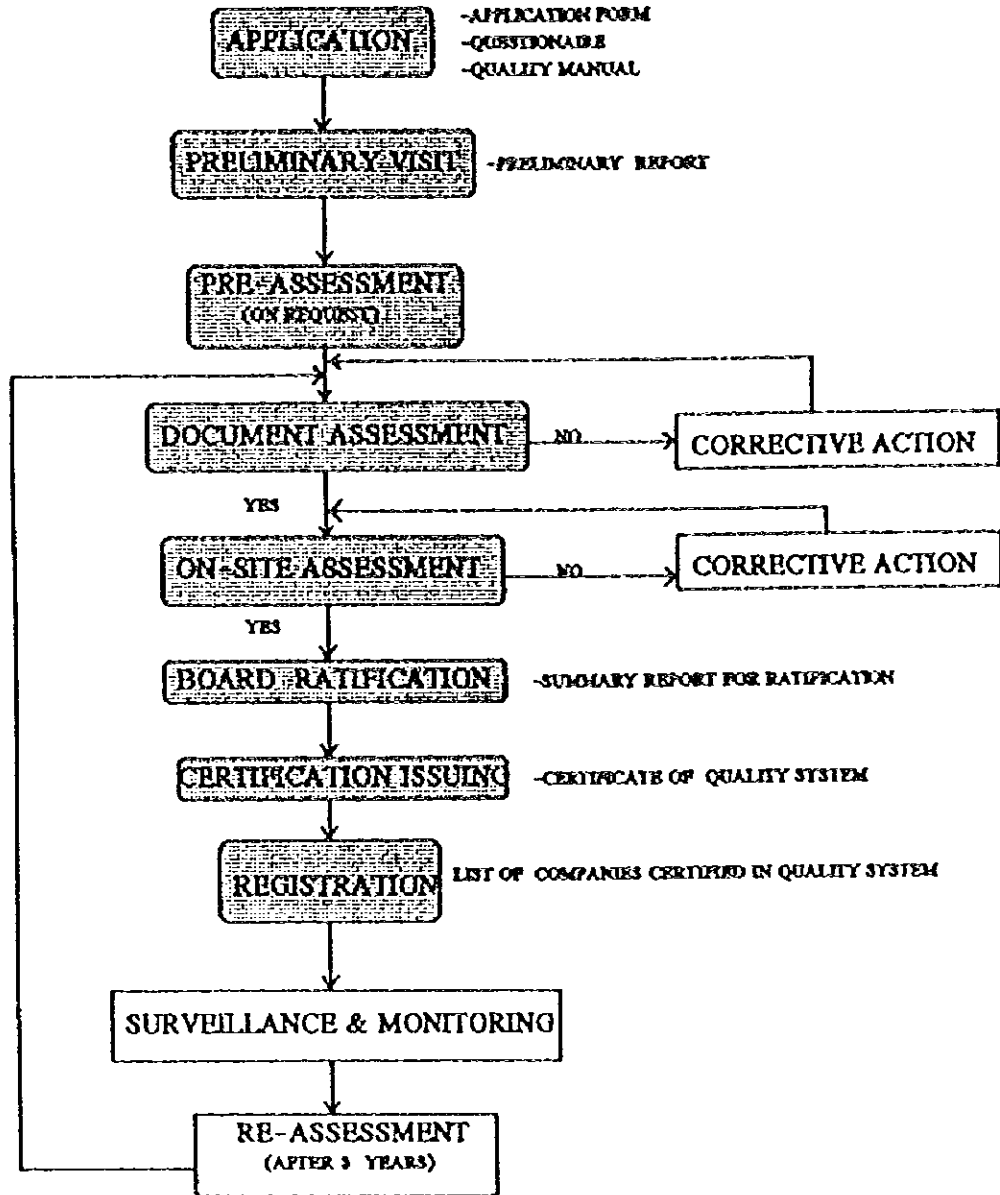 APPLICATION
-APPLICATION FORM
-QUESTIONAIRE
-QUALITY MANUAL
PRELIMINARY VISIT
-PRELIMINARY REPORT
PRE-ASSESSMENT
(ON REQUEST)
DOCUMENT ASSESSMENT
NO
CORRECTIVE ACTION
YES
ON-SITE ASSESSMENT
NO
CORRECTIVE ACTION
YES
BOARD RATIFICATION
-SUMMARY REPORT FOR RATIFICATION
CERTIFICATION ISSUING
-CERTIFICATE OF QUALITY SYSTEM
REGISTRATION
LIST OF COMPANIES CERTIFIED IN QUALITY SYSTEM
SURVEILLANCE & MONITORING
RE-ASSESSMENT
(AFTER 3 YEARS)